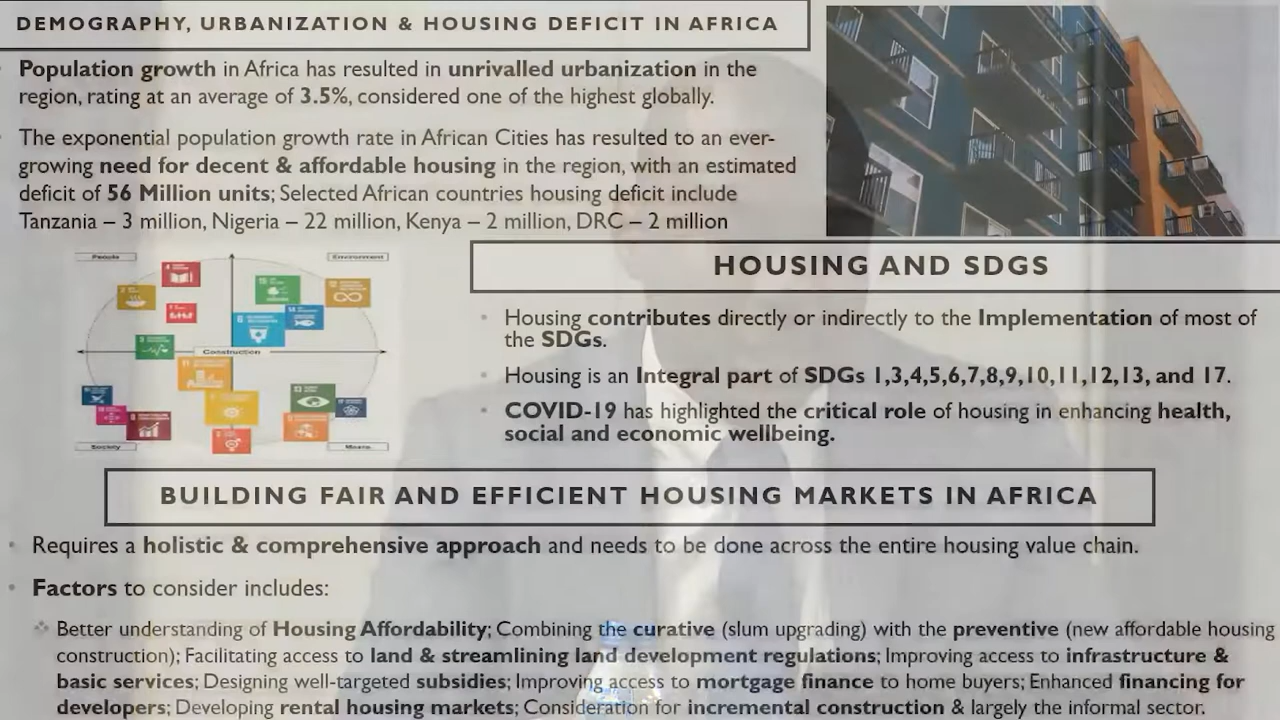 DEMOGRAPHY, URBANIZATION & HOUSING DEFICIT IN AFRICA
Population growth in Africa has resulted in unrivalled urbanization in the
region, rating at an average of 3.5%, considered one of the highest globally.
The exponential population growth rate in African Cities has resulted to an ever-
growing need for decent & affordable housing in the region, with an estimated
deficit of 56 Million units; Selected African countries housing deficit include
Tanzania – 3 million, Nigeria – 22 million, Kenya – 2 million, DRC – 2 million
People
Environment
Construction
Society
Means
HOUSING AND SDGS
Housing contributes directly or indirectly to the Implementation of most of
the SDGs.
Housing is an Integral part of SDGs 1,3,4,5,6,7,8,9,10,11,12,13, and 17.
COVID-19 has highlighted the critical role of housing in enhancing health,
social and economic wellbeing.
BUILDING FAIR AND EFFICIENT HOUSING MARKETS IN AFRICA
Requires a holistic & comprehensive approach and needs to be done across the entire housing value chain.
Factors to consider includes:
Better understanding of Housing Affordability; Combining the curative (slum upgrading) with the preventive (new affordable housing
construction); Facilitating access to land & streamlining land development regulations; Improving access to infrastructure &
basic services; Designing well-targeted subsidies; Improving access to mortgage finance to home buyers; Enhanced financing for
developers; Developing rental housing markets; Consideration for incremental construction & largely the informal sector.